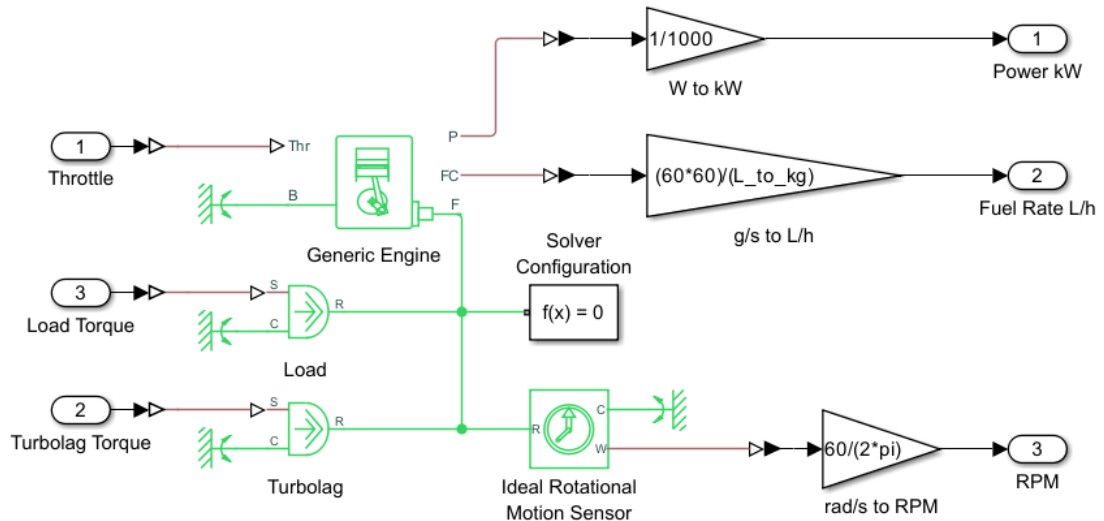 1/1000
W to kW
1
Power kW
1
Throttle
Thr
P
FC
B
F
Generic Engine
(60*60)/(L_to_kg)
g/s to L/h
2
Fuel Rate L/h
Solver
Configuration
f(x) = 0
3
Load Torque
S
C
R
Load
2
Turbolag Torque
S
C
R
Turbolag
R
C
W
Ideal Rotational
Motion Sensor
60/(2*pi)
rad/s to RPM
3
RPM